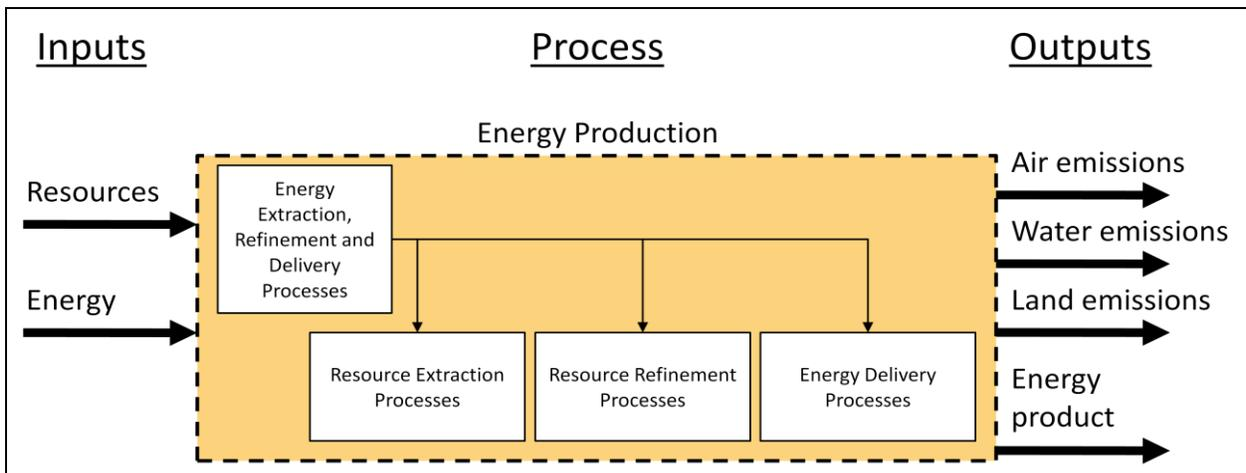 Inputs
Process
Outputs
Energy Production
Resources
Energy
Energy
Extraction,
Refinement and
Delivery
Processes
Resource Extraction
Processes
Resource Refinement
Processes
Energy Delivery
Processes
Air emissions
Water emissions
Land emissions
Energy
product